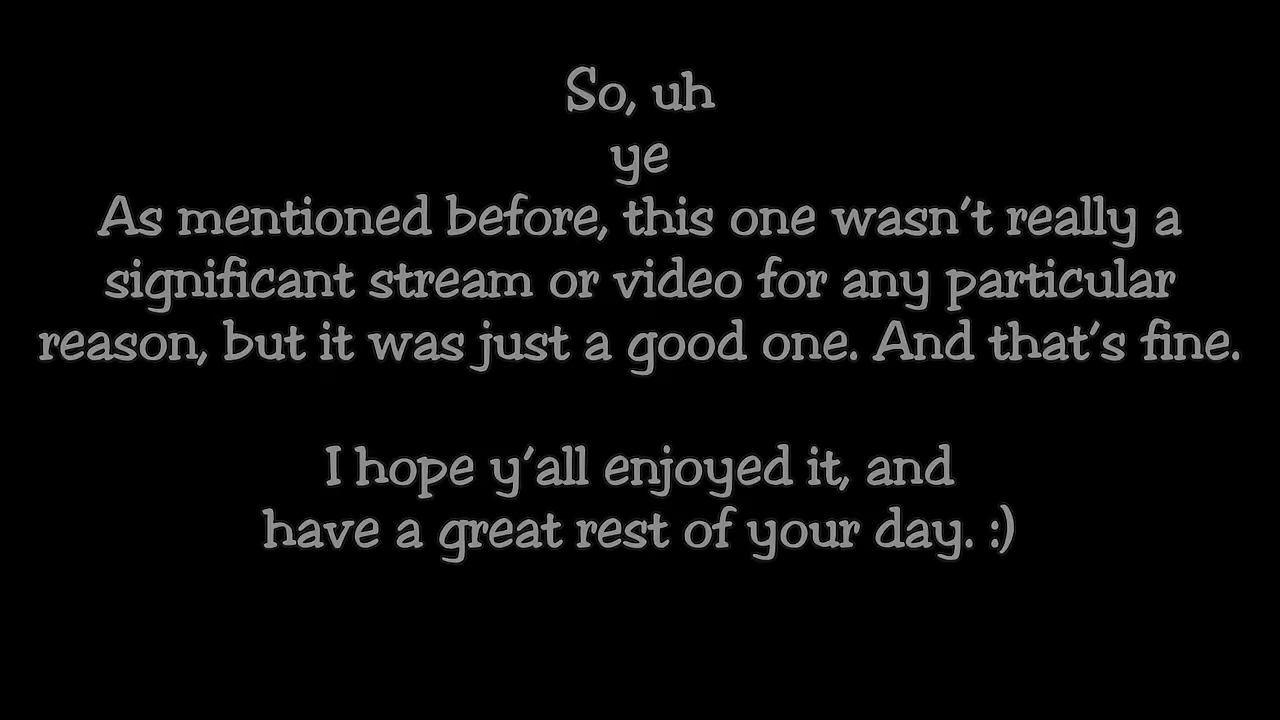 So, uh
ye
As mentioned before, this one wasn't really a
significant stream or video for any particular
reason, but it was just a good one. And that's fine.
I hope y'all enjoyed it, and
have a great rest of your day. :)